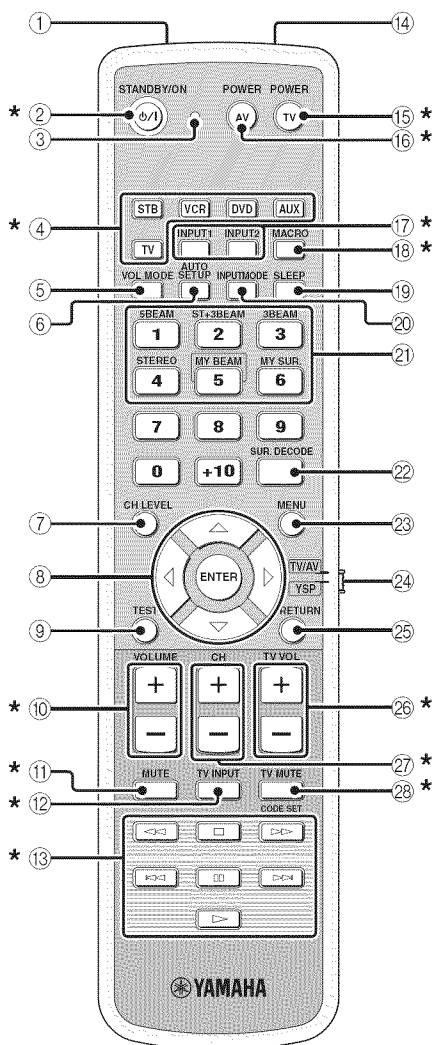 ① ⑭
STANDBY/ON POWER POWER
* ② ⏻/I AV TV ⑮ *
③ ⑯ *
STB VCR DVD AUX
* ④ ⑰ *
TV INPUT1 INPUT2 MACRO ⑱ *
⑤ VOL MODE AUTO SETUP INPUTMODE SLEEP ⑲
⑥ ⑳
5BEAM ST+3BEAM 3BEAM
1 2 3
㉑
STEREO MY BEAM MY SUR.
4 5 6
7 8 9
SUR. DECODE
0 +10 ㉒
⑦ CH LEVEL MENU ㉓
⑧ ENTER TV/AV
YSP ㉔
⑨ TEST RETURN ㉕
VOLUME CH TV VOL
+ + +
* ⑩ ㉖ *
– – –
㉗ *
* ⑪ MUTE TV INPUT TV MUTE
* ⑫ ㉘ *
CODE SET
* ⑬
YAMAHA